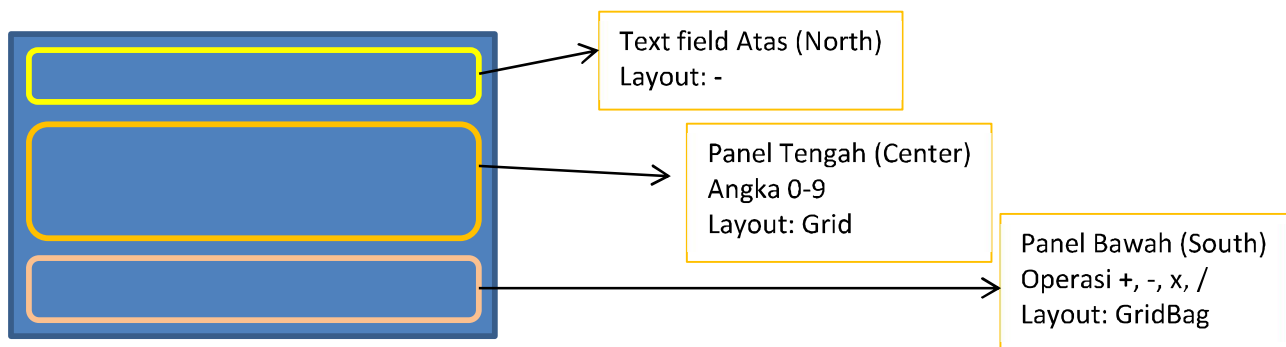 Text field Atas (North)
Layout: -
Panel Tengah (Center)
Angka 0-9
Layout: Grid
Panel Bawah (South)
Operasi +, -, x, /
Layout: GridBag